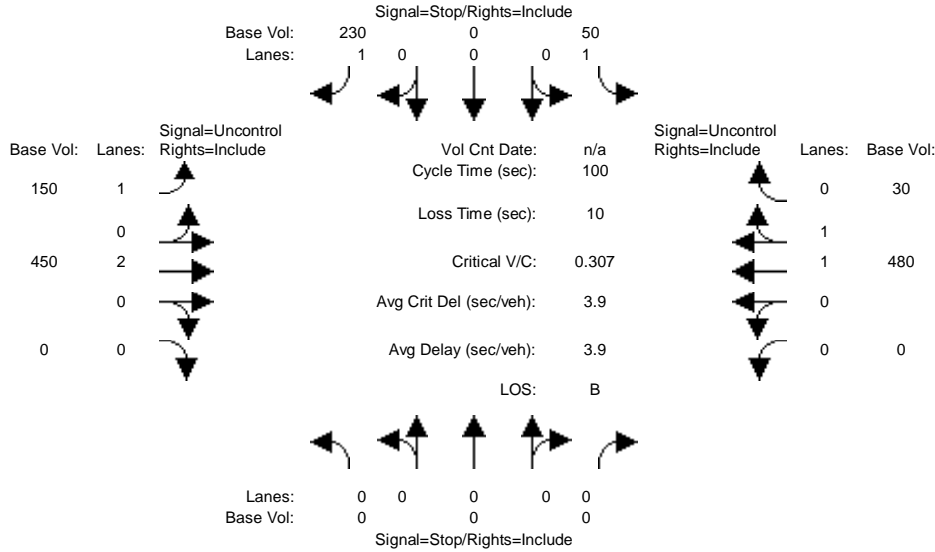 Signal=Stop/Rights=Include
Base Vol: 230 0 50
Lanes: 1 0 0 0 1
Signal=Uncontrol Signal=Uncontrol
Base Vol: Lanes: Rights=Include Vol Cnt Date: n/a Rights=Include Lanes: Base Vol:
Cycle Time (sec): 100
150 1 0 30
Loss Time (sec): 10
0 1
450 2 Critical V/C: 0.307 1 480
0 Avg Crit Del (sec/veh): 3.9 0
0 0 Avg Delay (sec/veh): 3.9 0 0
LOS: B
Lanes: 0 0 0 0 0
Base Vol: 0 0 0
Signal=Stop/Rights=Include